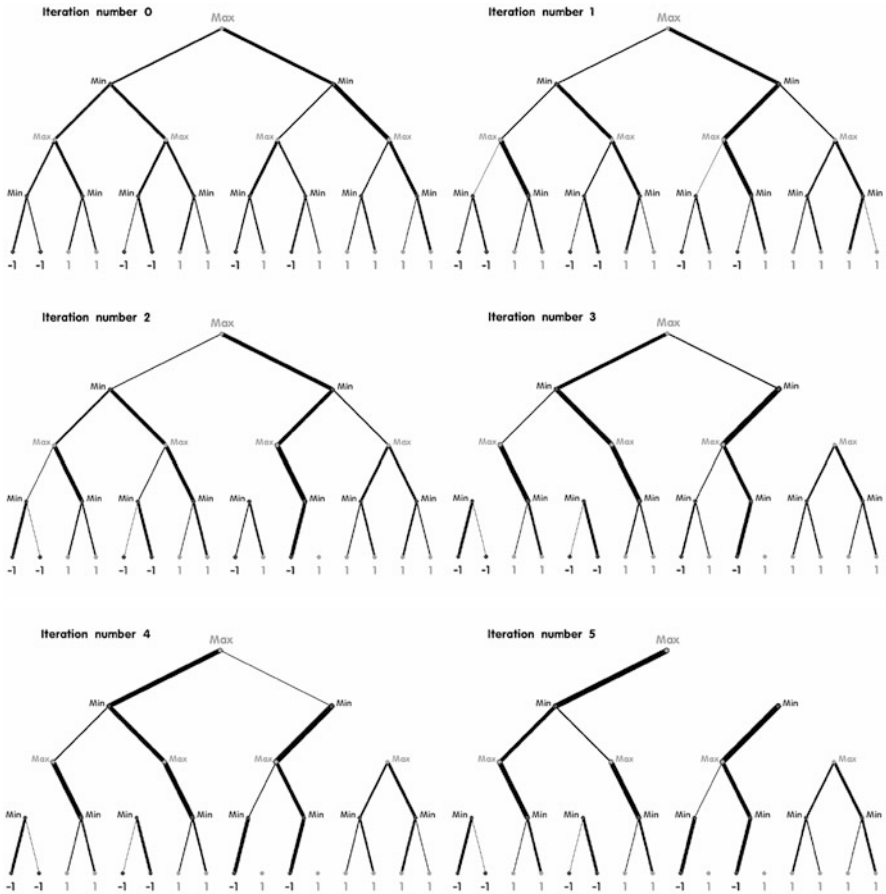 Iteration number 0 Iteration number 1
Max Max
Min Min Min Min
Max Max Max Max Max Max Max Max
Min Min Min Min Min Min Min Min Min Min Min Min Min Min Min Min
-1 -1 1 1 -1 -1 1 1 -1 1 -1 1 1 1 1 1 -1 -1 1 1 -1 -1 1 1 -1 1 -1 1 1 1 1 1
Iteration number 2 Iteration number 3
Max Max
Min Min Min Min
Max Max Max Max Max Max Max Max
Min Min Min Min Min Min Min Min Min Min Min Min Min Min Min Min
-1 -1 1 1 -1 -1 1 1 -1 1 -1 1 1 1 1 1 -1 -1 1 1 -1 -1 1 1 -1 1 -1 1 1 1 1 1
Iteration number 4 Iteration number 5
Max Max
Min Min Min Min
Max Max Max Max Max Max Max Max
Min Min Min Min Min Min Min Min Min Min Min Min Min Min Min Min
-1 -1 1 1 -1 -1 1 1 -1 1 -1 1 1 1 1 1 -1 -1 1 1 -1 -1 1 1 -1 1 -1 1 1 1 1 1